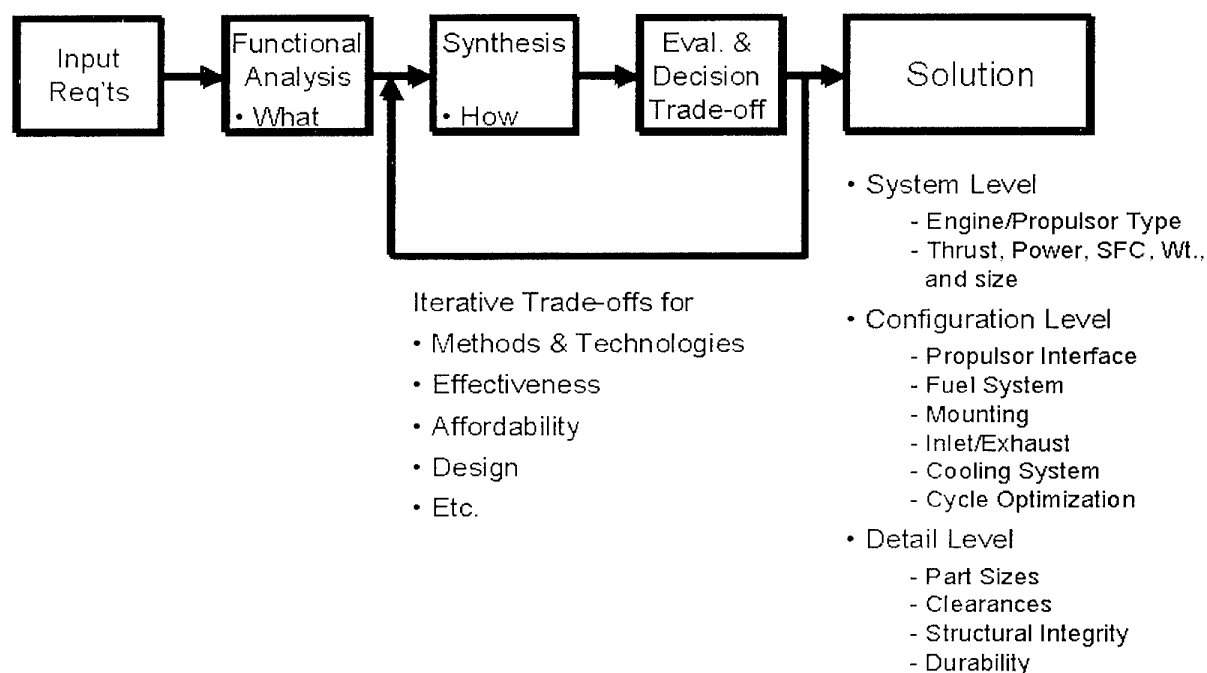 Input
Req'ts
Functional
Analysis
• What
Synthesis
• How
Eval. &
Decision
Trade-off
Solution
Iterative Trade-offs for
• Methods & Technologies
• Effectiveness
• Affordability
• Design
• Etc.
• System Level
- Engine/Propulsor Type
- Thrust, Power, SFC, Wt.,
and size
• Configuration Level
- Propulsor Interface
- Fuel System
- Mounting
- Inlet/Exhaust
- Cooling System
- Cycle Optimization
• Detail Level
- Part Sizes
- Clearances
- Structural Integrity
- Durability